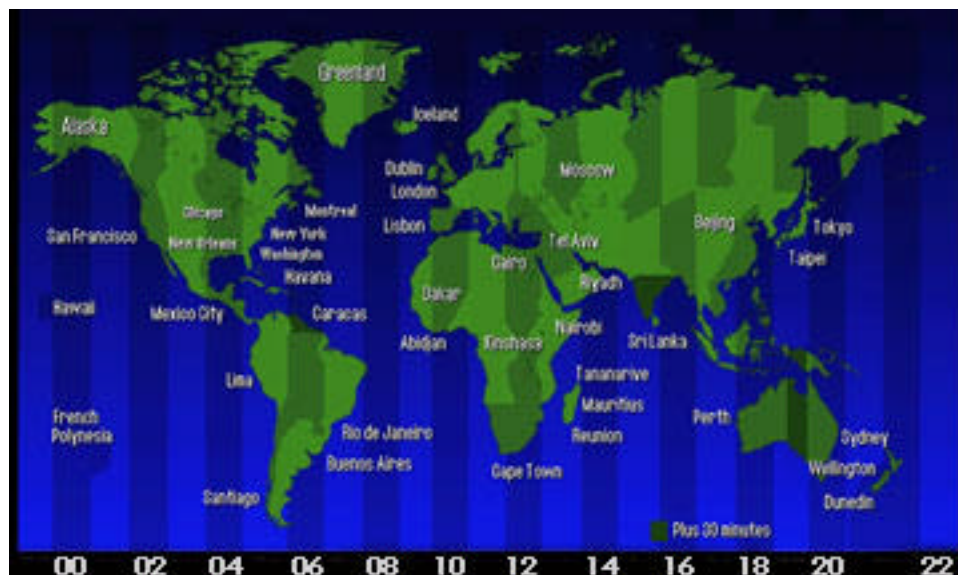 Greenland
Iceland
Alaska
Dublin
Moscow
London
Chicago
Montreal
Lisbon
Beijing
San Francisco
New Orleans
New York
Tel Aviv
Tokyo
Washington
Cairo
Taipei
Havana
Riyadh
Dakar
Hawaii
Mexico City
Caracas
Abidjan
Kinshasa
Nairobi
Sri Lanka
Lima
Tananarive
Mauritius
French
Polynesia
Perth
Rio de Janeiro
Reunion
Sydney
Buenos Aires
Cape Town
Wellington
Santiago
Dunedin
Plus 30 minutes
00 02 04 06 08 10 12 14 16 18 20 22